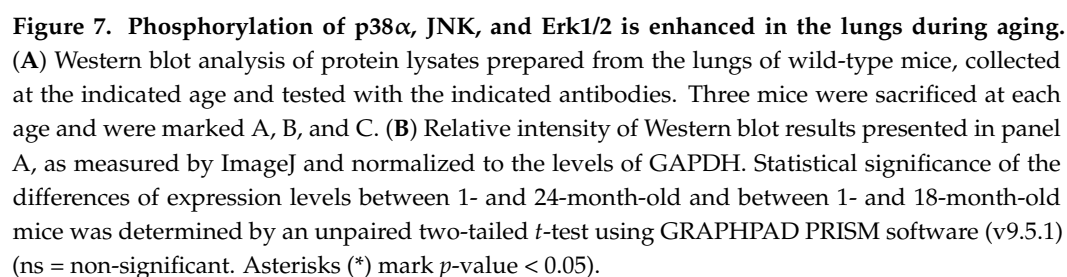 Figure 7. Phosphorylation of p38α, JNK, and Erk1/2 is enhanced in the lungs during aging.
(A) Western blot analysis of protein lysates prepared from the lungs of wild-type mice, collected
at the indicated age and tested with the indicated antibodies. Three mice were sacrificed at each
age and were marked A, B, and C. (B) Relative intensity of Western blot results presented in panel
A, as measured by ImageJ and normalized to the levels of GAPDH. Statistical significance of the
differences of expression levels between 1- and 24-month-old and between 1- and 18-month-old
mice was determined by an unpaired two-tailed t-test using GRAPHPAD PRISM software (v9.5.1)
(ns = non-significant. Asterisks (*) mark p-value < 0.05).